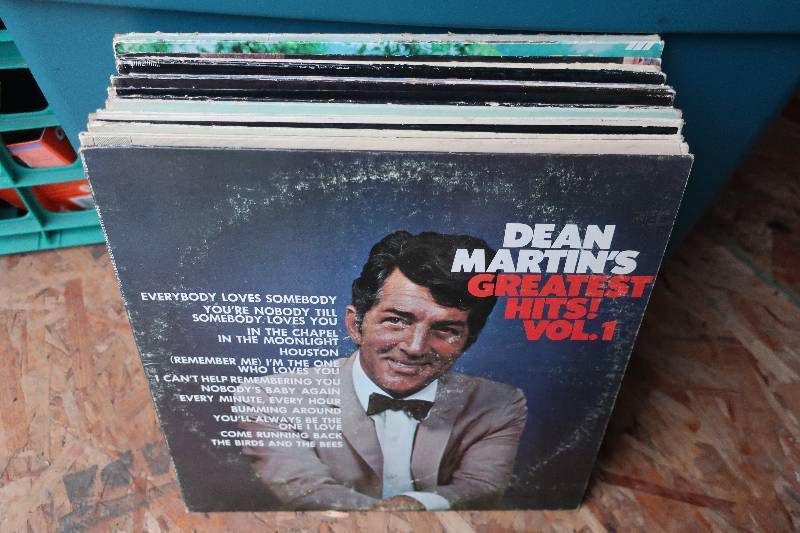 DEAN
MARTIN'S
GREATEST
HITS!
VOL.1
EVERYBODY LOVES SOMEBODY
YOU'RE NOBODY TILL
SOMEBODY LOVES YOU
IN THE CHAPEL
IN THE MOONLIGHT
HOUSTON
(REMEMBER ME) I'M THE ONE
WHO LOVES YOU
I CAN'T HELP REMEMBERING YOU
NOBODY'S BABY AGAIN
EVERY MINUTE, EVERY HOUR
BUMMING AROUND
YOU'LL ALWAYS BE THE
ONE I LOVE
COME RUNNING BACK
THE BIRDS AND THE BEES